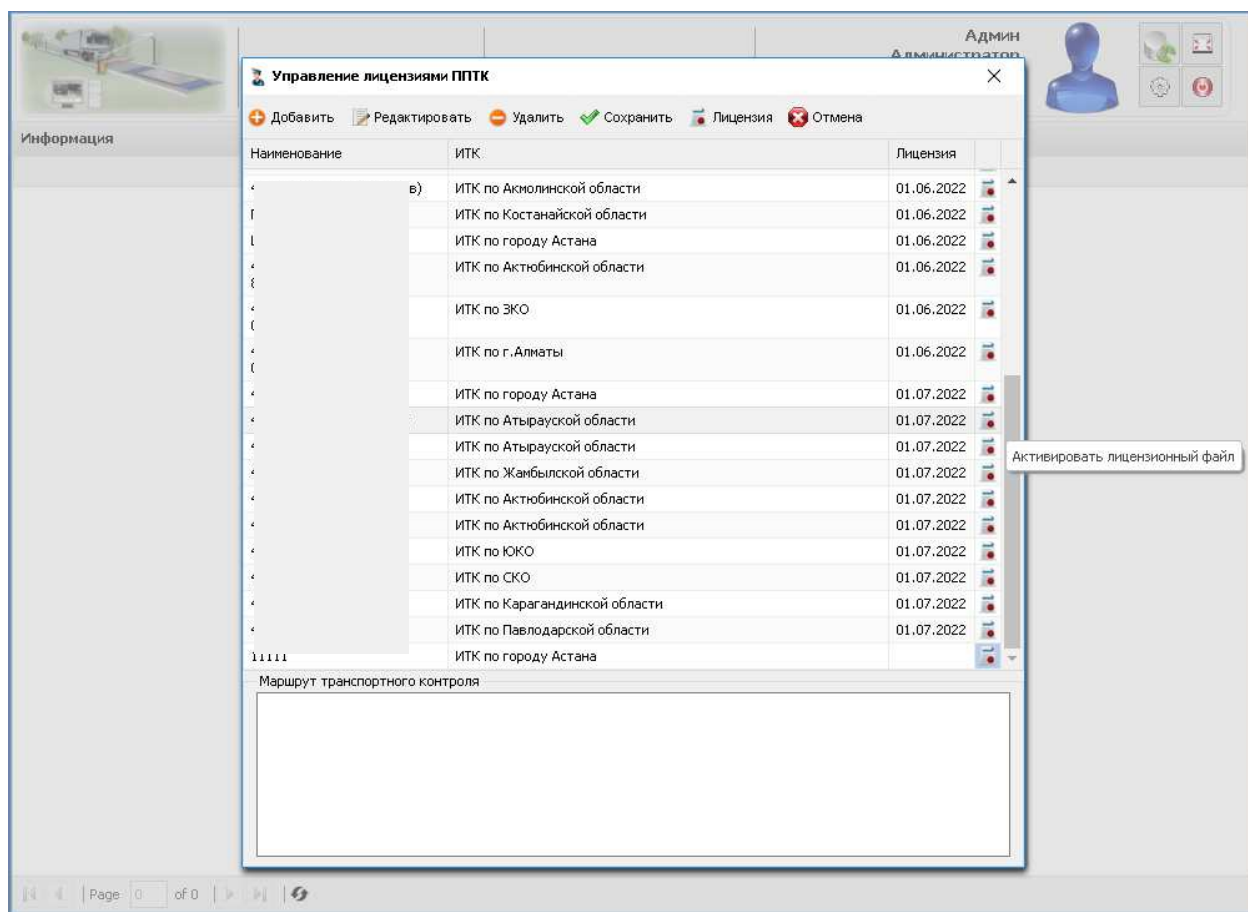 Админ
Администратор
Информация
Управление лицензиями ППТК
Добавить Редактировать Удалить Сохранить Лицензия Отмена
Наименование ИТК Лицензия
в) ИТК по Акмолинской области 01.06.2022
ИТК по Костанайской области 01.06.2022
ИТК по городу Астана 01.06.2022
ИТК по Актюбинской области 01.06.2022
ИТК по ЗКО 01.06.2022
ИТК по г.Алматы 01.06.2022
ИТК по городу Астана 01.07.2022
ИТК по Атырауской области 01.07.2022
ИТК по Атырауской области 01.07.2022
Активировать лицензионный файл
ИТК по Жамбылской области 01.07.2022
ИТК по Актюбинской области 01.07.2022
ИТК по Актюбинской области 01.07.2022
ИТК по ЮКО 01.07.2022
ИТК по СКО 01.07.2022
ИТК по Карагандинской области 01.07.2022
ИТК по Павлодарской области 01.07.2022
11111 ИТК по городу Астана
Маршрут транспортного контроля
Page 0 of 0